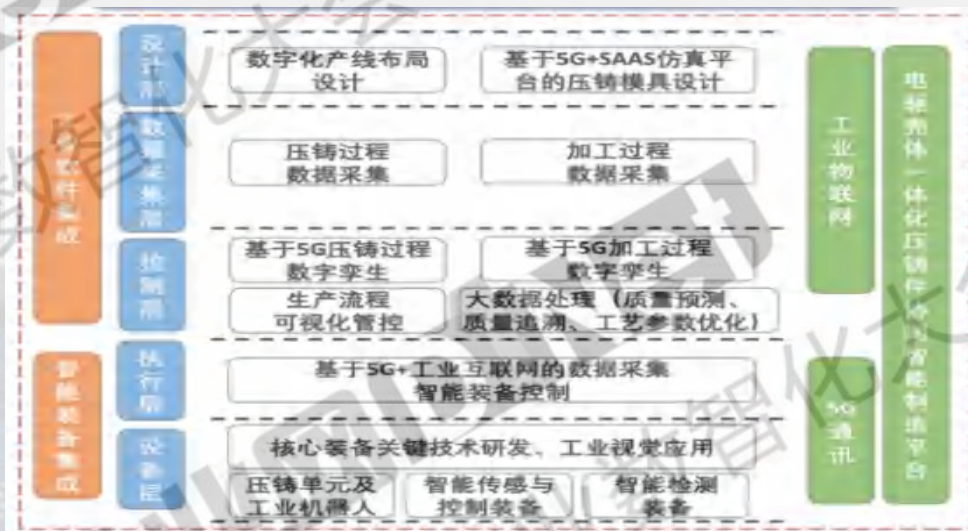 设计层
数字化产线布局
设计
基于5G+SAAS仿真平
台的压铸模具设计
数据采集层
压铸过程
数据采集
加工过程
数据采集
基于5G压铸过程
数字孪生
基于5G加工过程
数字孪生
生产流程
可视化管控
大数据处理（质量预测、
质量追溯、工艺参数优化）
执行层
基于5G+工业互联网的数据采集
智能装备控制
设备层
核心装备关键技术研发、工业视觉应用
压铸单元及
工业机器人
智能传感与
控制装备
智能检测
装备
智能装备集成
工业物联网
5G通讯
数智化大会